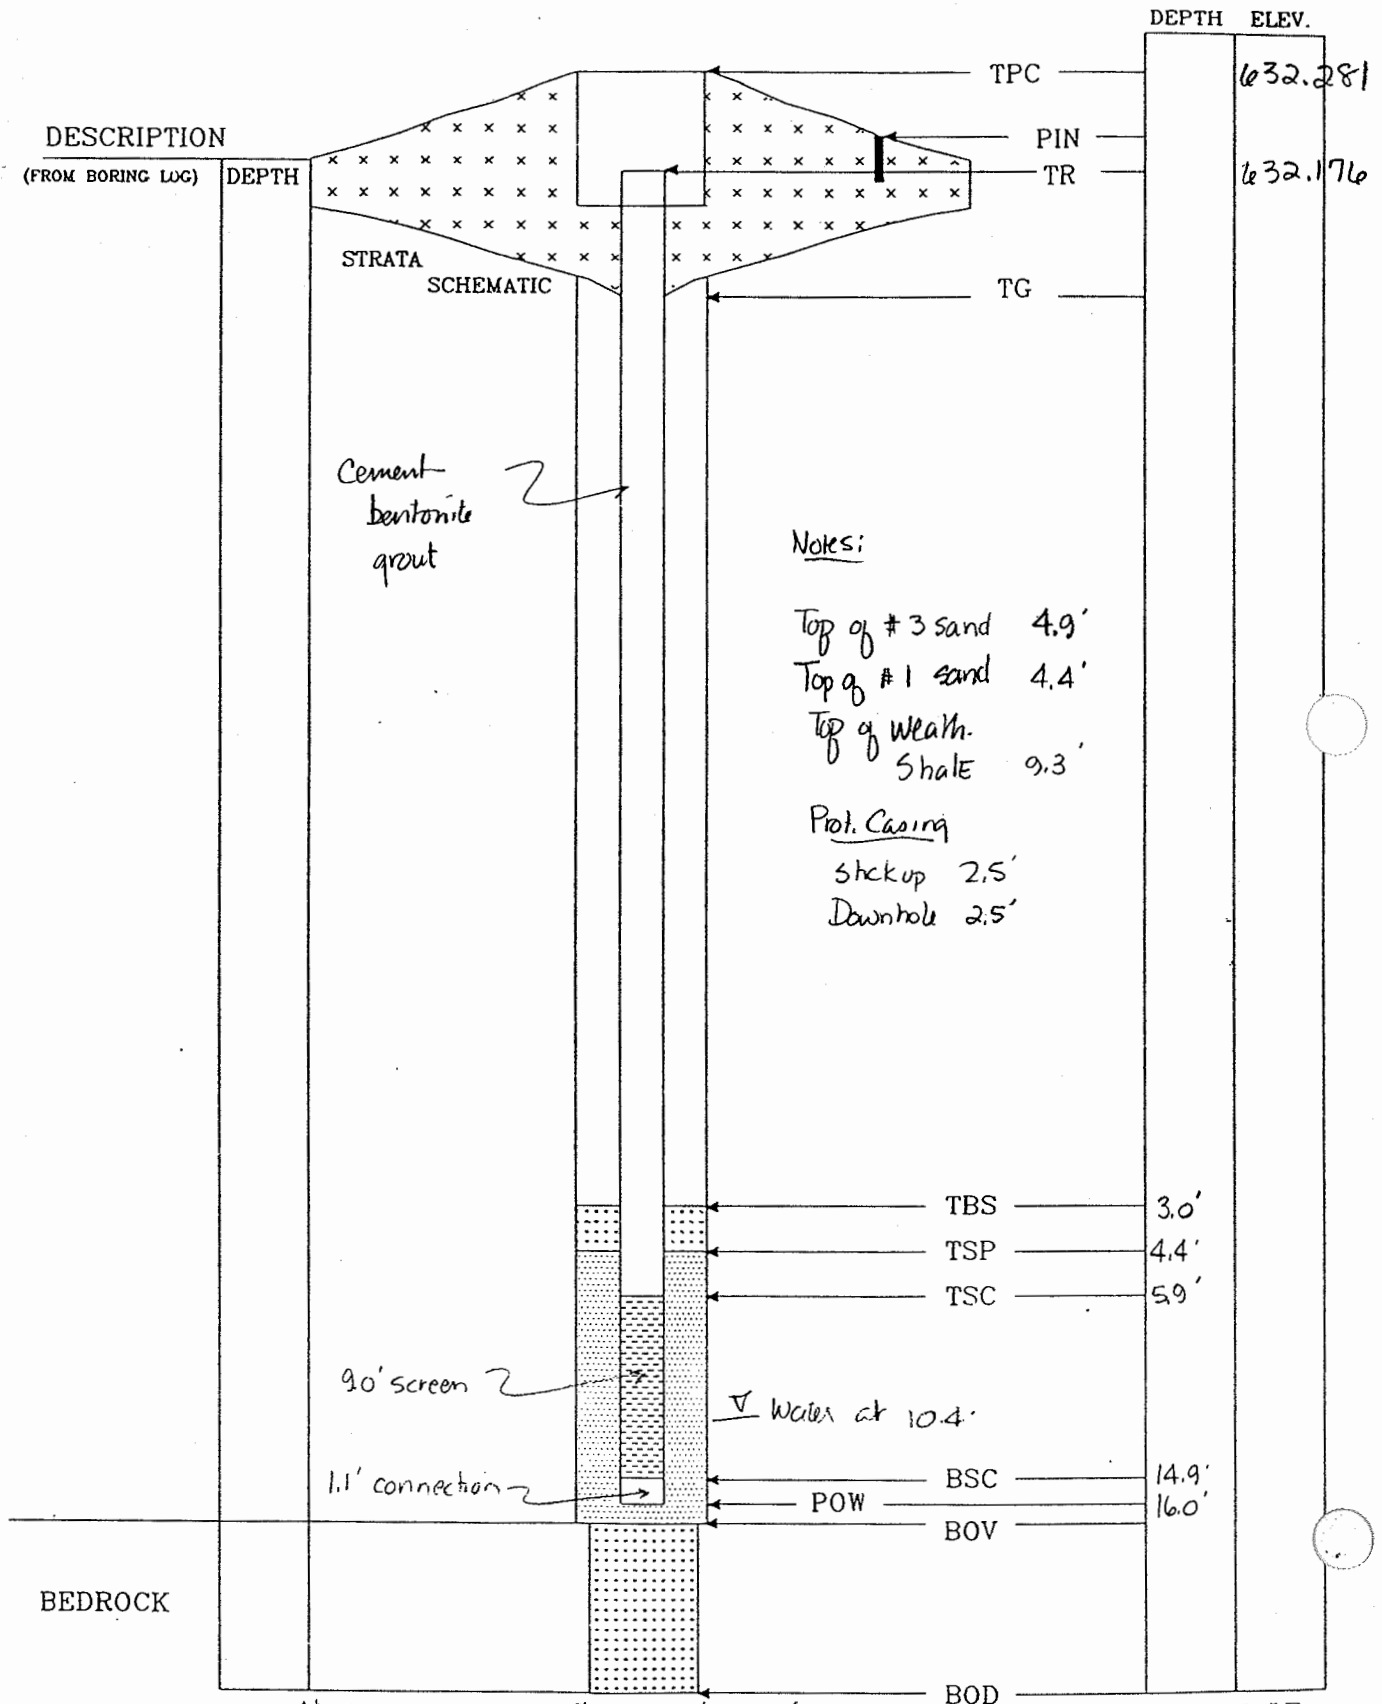 DEPTH ELEV.
TPC 632.281
DESCRIPTION
PIN
(FROM BORING LOG) DEPTH
TR 632.176
STRATA
SCHEMATIC
TG
Cement
bentonite
grout
Notes:
Top of #3 sand 4.9'
Top of #1 sand 4.4'
Top of Weath.
Shale 9.3'
Prot. Casing
stickup 2.5'
Downhole 2.5'
TBS 3.0'
TSP 4.4'
TSC 5.9'
9.0' screen
Water at 10.4'
1.1' connection
BSC 14.9'
POW 16.0'
BOV
BEDROCK
BOD